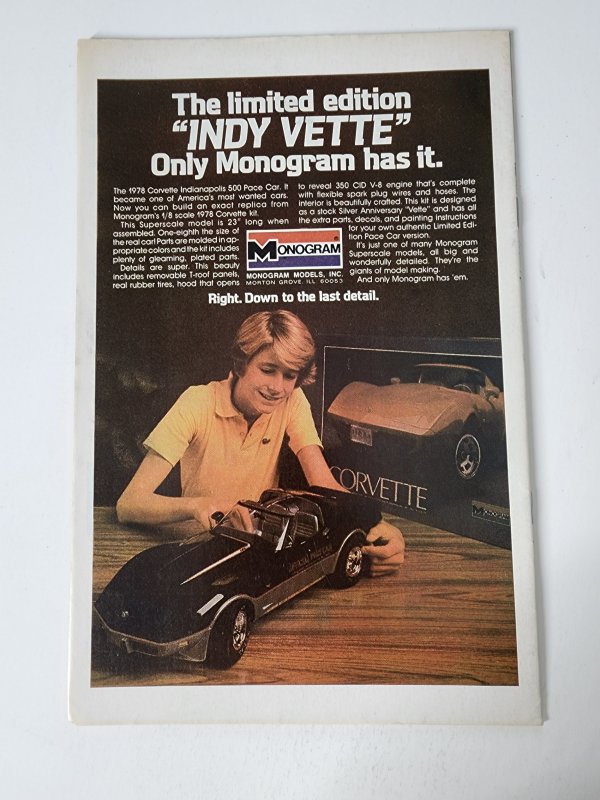 The limited edition
“INDY VETTE”
Only Monogram has it.
The 1978 Corvette Indianapolis 500 Pace Car. It
became one of America's most wanted cars.
Now you can build an exact replica from
Monogram's 1/8 scale 1978 Corvette kit.
This Superscale model is 23" long when
assembled. One-eighth the size of
the real car! Parts are molded in ap-
propriate colors and the kit includes
plenty of gleaming, plated parts.
Details are super. This beauty
includes removable T-roof panels,
real rubber tires, hood that opens
to reveal 350 CID V-8 engine that's complete
with flexible spark plug wires and hoses. The
interior is beautifully crafted. This kit is designed
as a stock Silver Anniversary "Vette" and has all
the extra parts, decals, and painting instructions
for your own authentic Limited Edi-
tion Pace Car version.
It's just one of many Monogram
Superscale models, all big and
wonderfully detailed. They're the
giants of model making.
And only Monogram has 'em.
MONOGRAM
MONOGRAM MODELS, INC.
MORTON GROVE, ILL 60053
Right. Down to the last detail.
CORVETTE
MONOGRAM